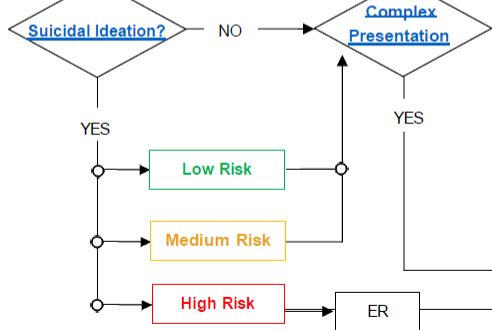 Suicidal Ideation?
NO
Complex
Presentation
YES
YES
Low Risk
Medium Risk
High Risk
ER